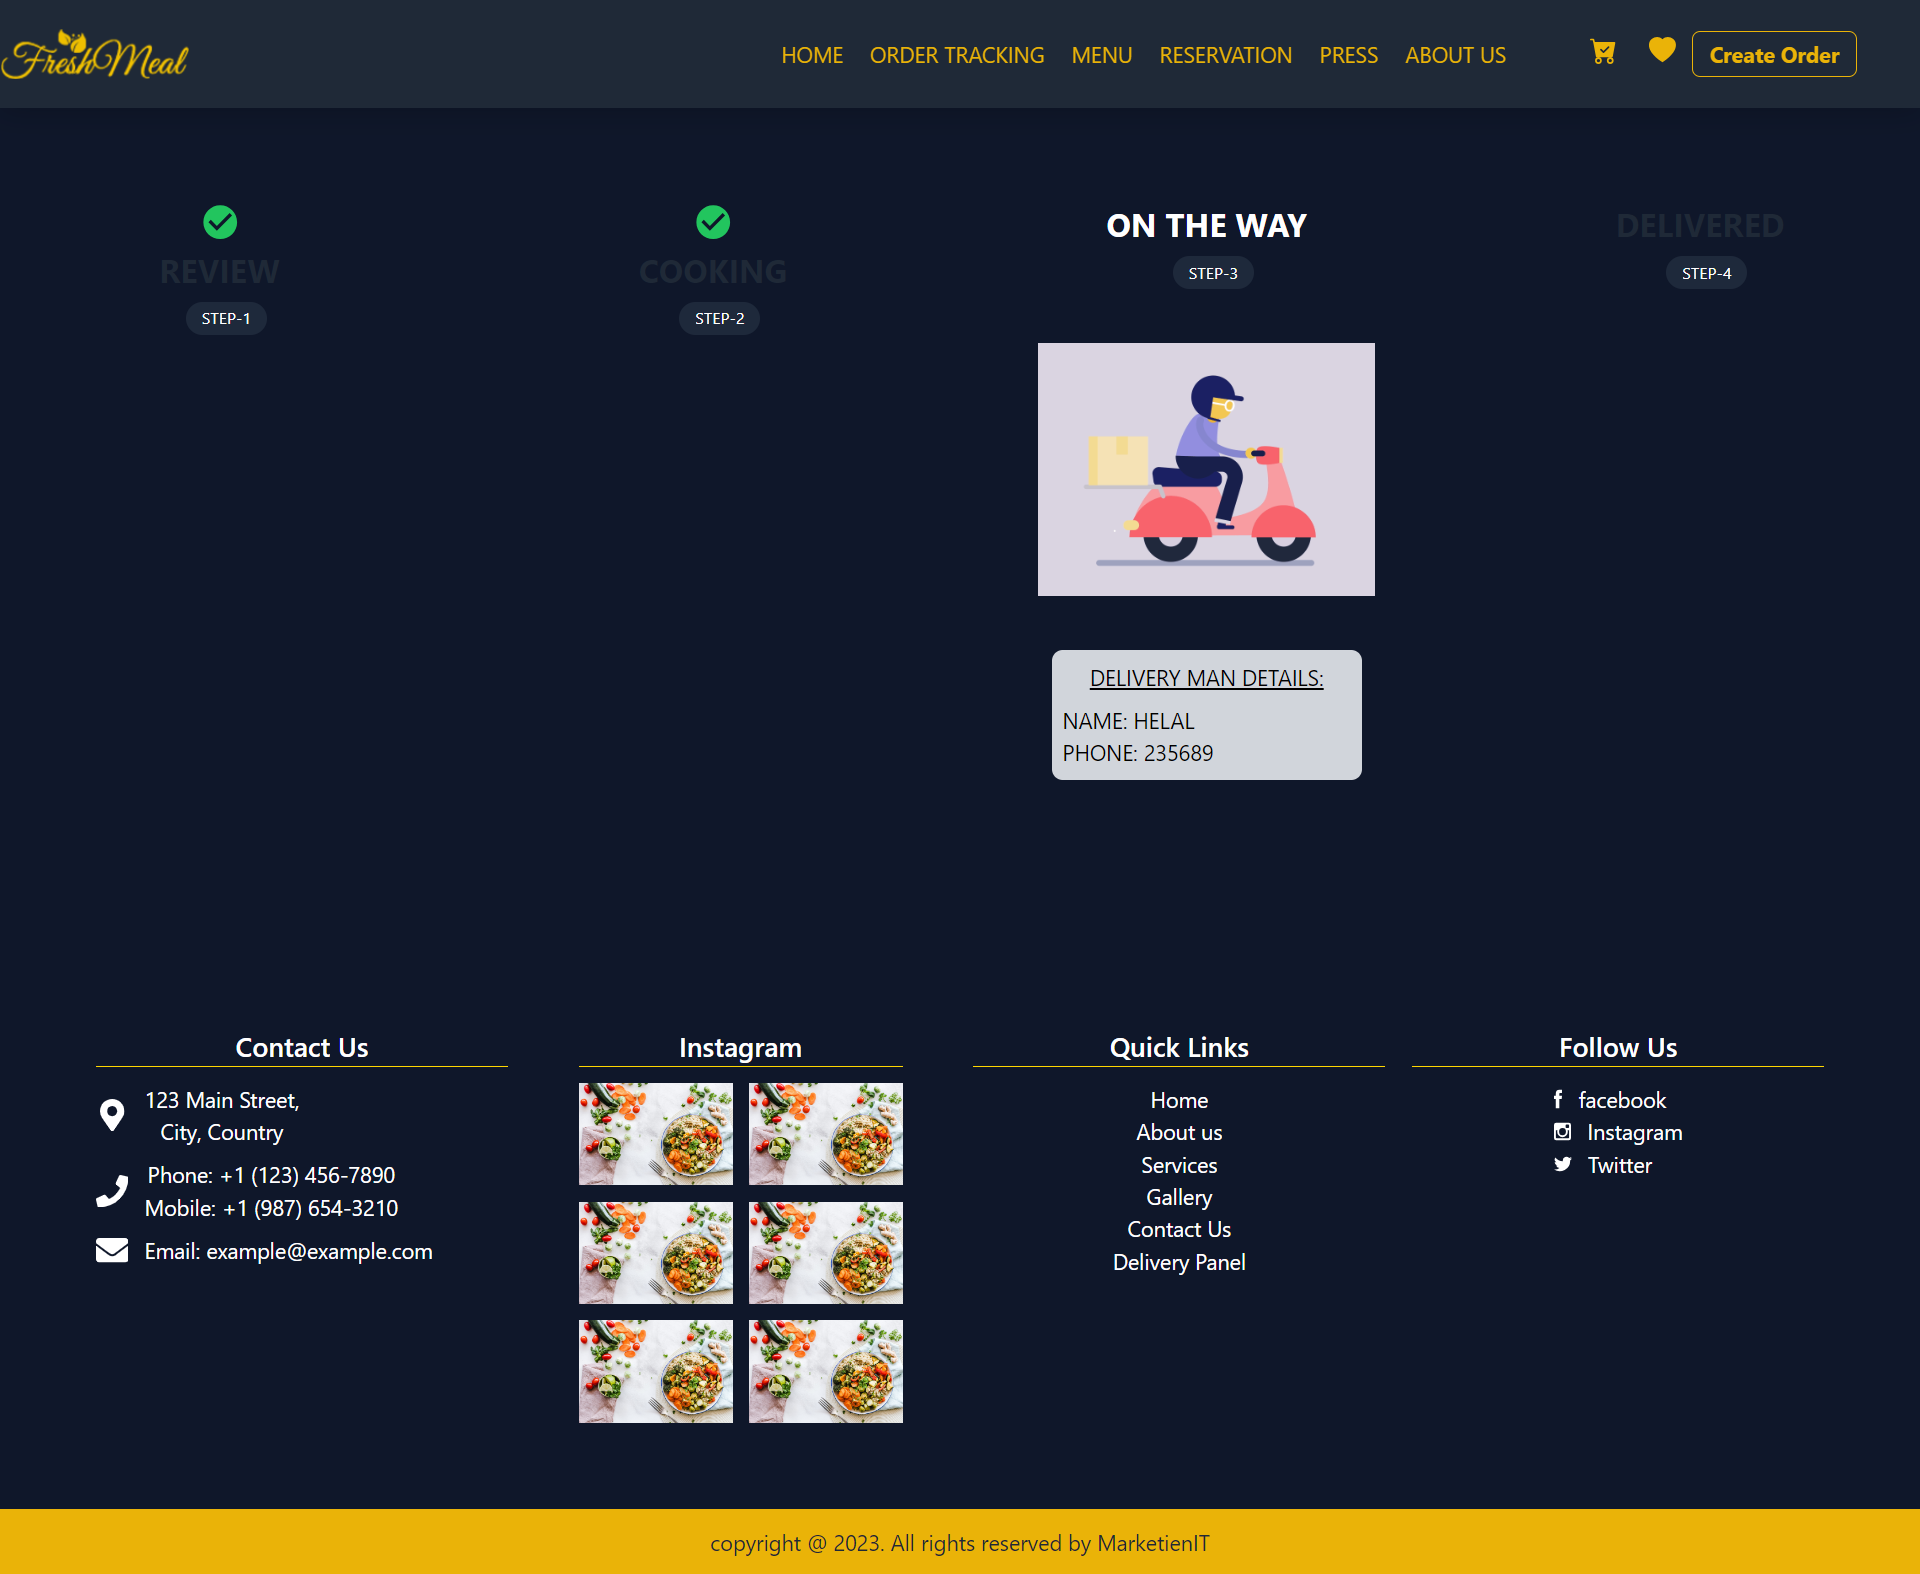 FreshMeal
HOME ORDER TRACKING MENU RESERVATION PRESS ABOUT US Create Order
REVIEW
STEP-1
COOKING
STEP-2
ON THE WAY
STEP-3
DELIVERED
STEP-4
DELIVERY MAN DETAILS:
NAME: HELAL
PHONE: 235689
Contact Us
123 Main Street,
City, Country
Phone: +1 (123) 456-7890
Mobile: +1 (987) 654-3210
Email: example@example.com
Instagram
Quick Links
Home
About us
Services
Gallery
Contact Us
Delivery Panel
Follow Us
facebook
Instagram
Twitter
copyright @ 2023. All rights reserved by MarketienIT